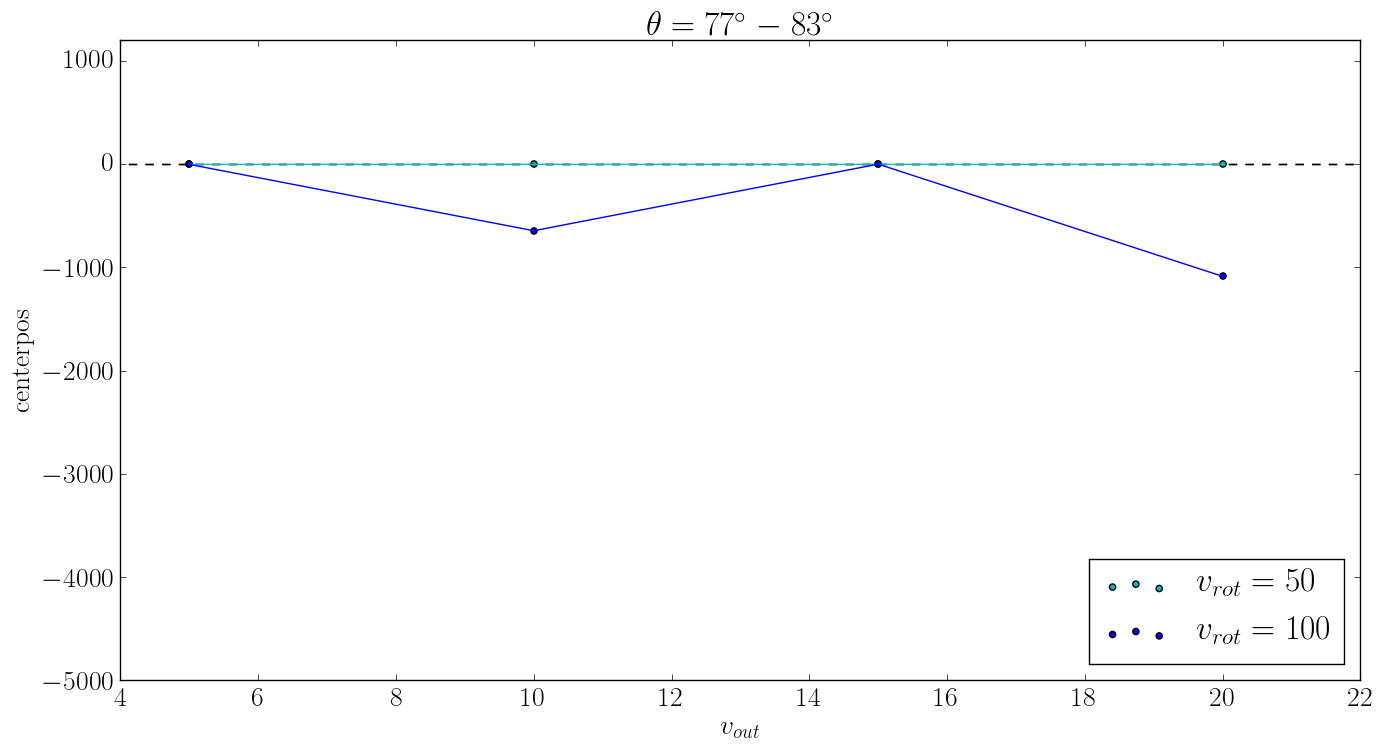 θ = 77° − 83°
1000
0
−1000
−2000
−3000
−4000
−5000
centerpos
4 6 8 10 12 14 16 18 20 22
v_out
v_rot = 50
v_rot = 100